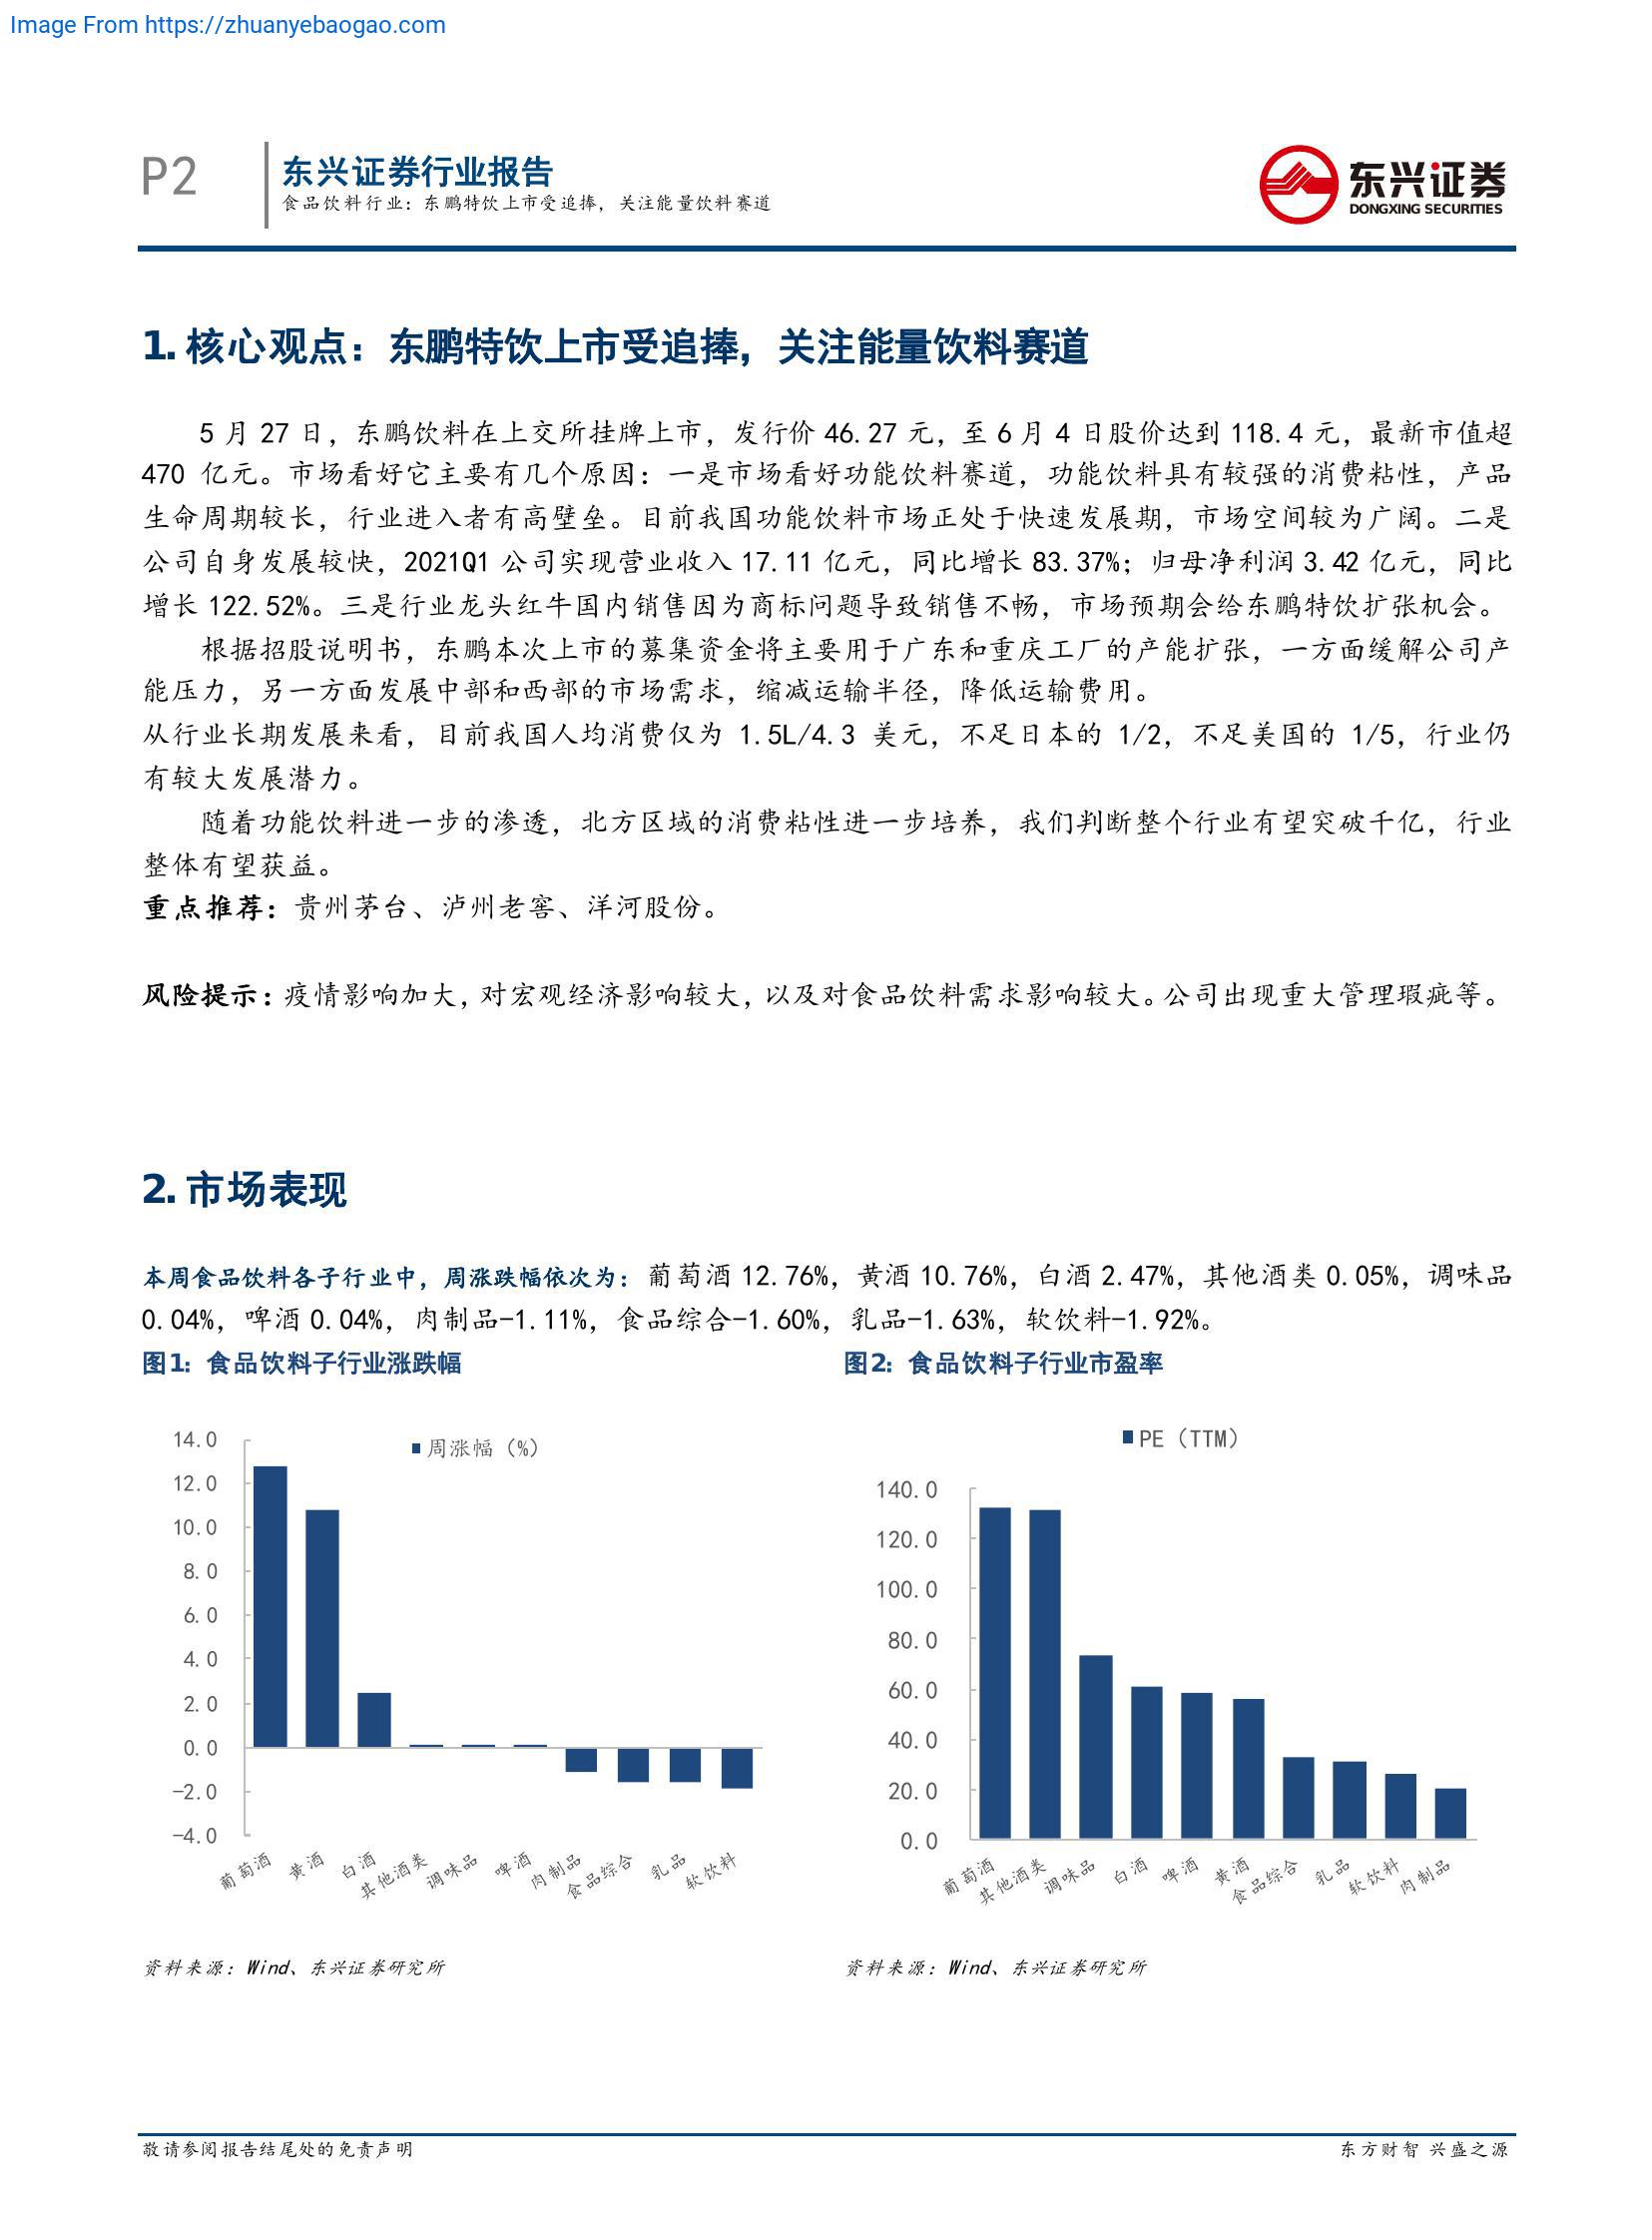 Image From https://zhuanyebaogao.com
P2
东兴证券行业报告
食品饮料行业：东鹏特饮上市受追捧，关注能量饮料赛道
东兴证券
DONGXING SECURITIES
1. 核心观点：东鹏特饮上市受追捧，关注能量饮料赛道
5 月 27 日，东鹏饮料在上交所挂牌上市，发行价 46.27 元，至 6 月 4 日股价达到 118.4 元，最新市值超
470 亿元。市场看好它主要有几个原因：一是市场看好功能饮料赛道，功能饮料具有较强的消费粘性，产品
生命周期较长，行业进入者有高壁垒。目前我国功能饮料市场正处于快速发展期，市场空间较为广阔。二是
公司自身发展较快，2021Q1 公司实现营业收入 17.11 亿元，同比增长 83.37%；归母净利润 3.42 亿元，同比
增长 122.52%。三是行业龙头红牛国内销售因为商标问题导致销售不畅，市场预期会给东鹏特饮扩张机会。
根据招股说明书，东鹏本次上市的募集资金将主要用于广东和重庆工厂的产能扩张，一方面缓解公司产
能压力，另一方面发展中部和西部的市场需求，缩减运输半径，降低运输费用。
从行业长期发展来看，目前我国人均消费仅为 1.5L/4.3 美元，不足日本的 1/2，不足美国的 1/5，行业仍
有较大发展潜力。
随着功能饮料进一步的渗透，北方区域的消费粘性进一步培养，我们判断整个行业有望突破千亿，行业
整体有望获益。
重点推荐：贵州茅台、泸州老窖、洋河股份。
风险提示：疫情影响加大，对宏观经济影响较大，以及对食品饮料需求影响较大。公司出现重大管理瑕疵等。
2. 市场表现
本周食品饮料各子行业中，周涨跌幅依次为：葡萄酒 12.76%，黄酒 10.76%，白酒 2.47%，其他酒类 0.05%，调味品
0.04%，啤酒 0.04%，肉制品-1.11%，食品综合-1.60%，乳品-1.63%，软饮料-1.92%。
图1：食品饮料子行业涨跌幅
周涨幅（%）
14.0
12.0
10.0
8.0
6.0
4.0
2.0
0.0
-2.0
-4.0
葡萄酒
黄酒
白酒
其他酒类
调味品
啤酒
肉制品
食品综合
乳品
软饮料
资料来源：Wind、东兴证券研究所
图2：食品饮料子行业市盈率
PE（TTM）
140.0
120.0
100.0
80.0
60.0
40.0
20.0
0.0
葡萄酒
其他酒类
调味品
白酒
啤酒
黄酒
食品综合
乳品
软饮料
肉制品
资料来源：Wind、东兴证券研究所
敬请参阅报告结尾处的免责声明
东方财智 兴盛之源